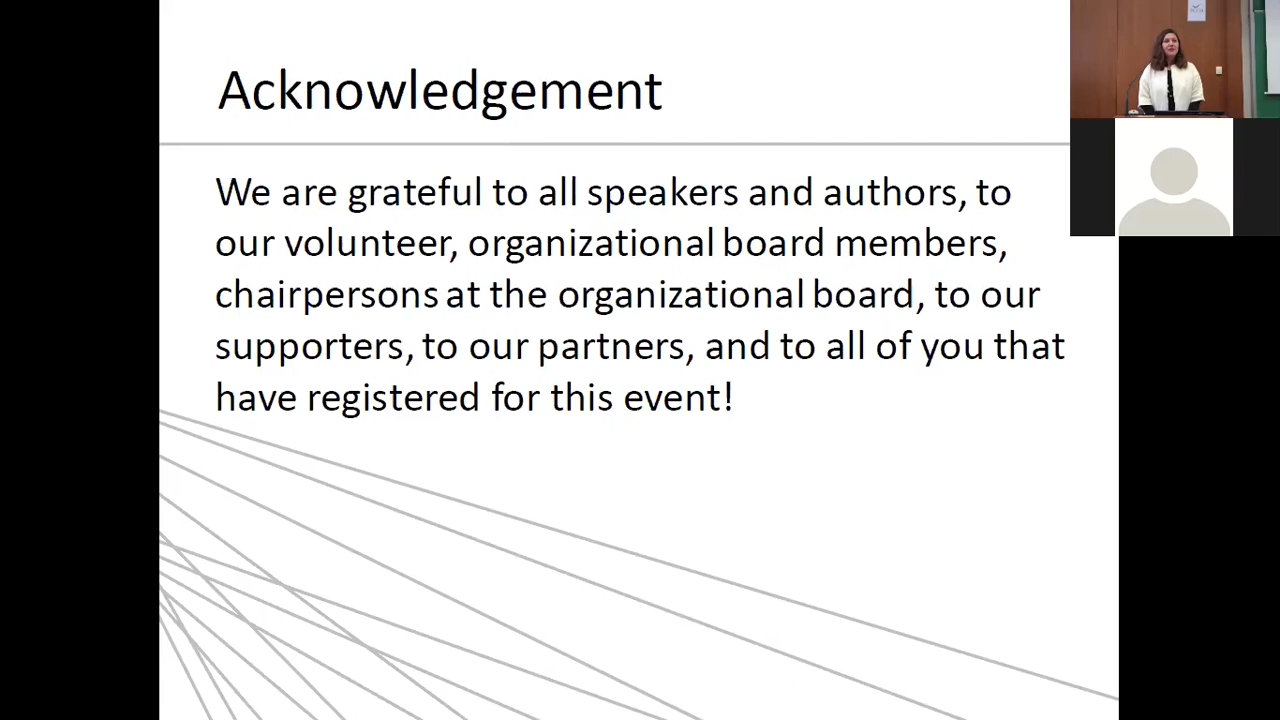 Acknowledgement
We are grateful to all speakers and authors, to
our volunteer, organizational board members,
chairpersons at the organizational board, to our
supporters, to our partners, and to all of you that
have registered for this event!